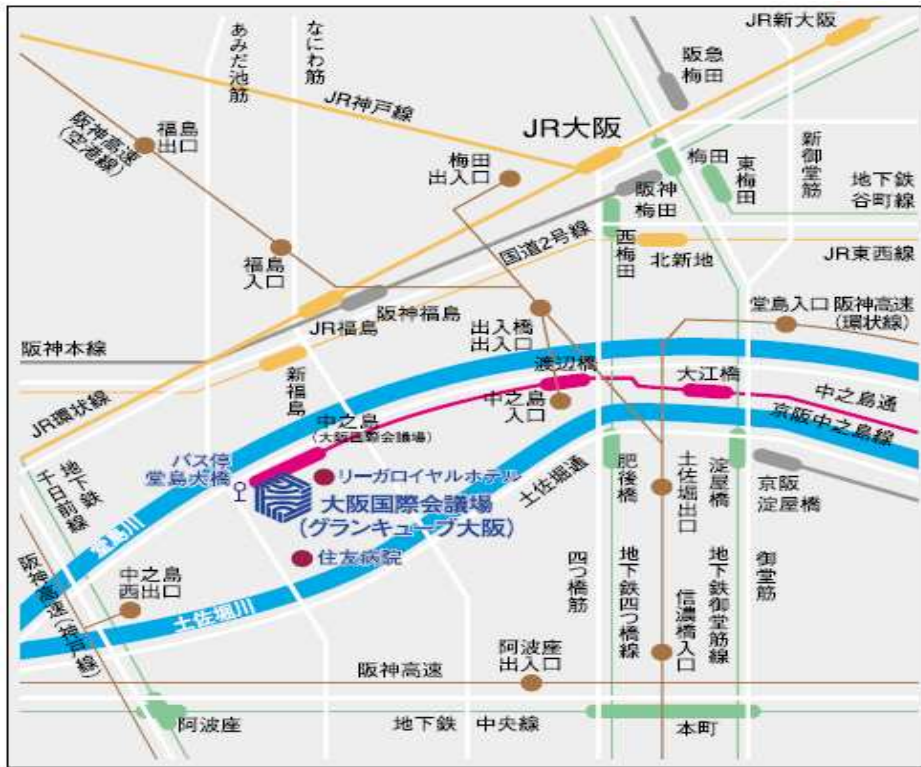 あみだ池筋
なにわ筋
JR新大阪
阪急
梅田
JR神戸線
JR大阪
阪神高速
(空港線)
福島
出口
梅田
出入口
梅田
東梅田
新御堂筋
地下鉄
谷町線
阪神
梅田
西梅田
国道2号線
北新地
JR東西線
福島
入口
JR福島
阪神福島
出入橋
出入口
堂島入口
阪神高速
(環状線)
阪神本線
新福島
渡辺橋
大江橋
中之島通
JR環状線
中之島
(大阪国際会議場)
中之島
入口
京阪中之島線
バス停
堂島大橋
リーガロイヤルホテル
土佐堀通
肥後橋
土佐堀出口
淀屋橋
京阪
淀屋橋
地下鉄
千日前線
大阪国際会議場
(グランキューブ大阪)
堂島川
住友病院
阪神高速(神戸線)
中之島
西出口
土佐堀川
四つ橋筋
地下鉄四つ橋線
信濃橋入口
地下鉄御堂筋線
御堂筋
阪神高速
阿波座
出入口
阿波座
地下鉄
中央線
本町